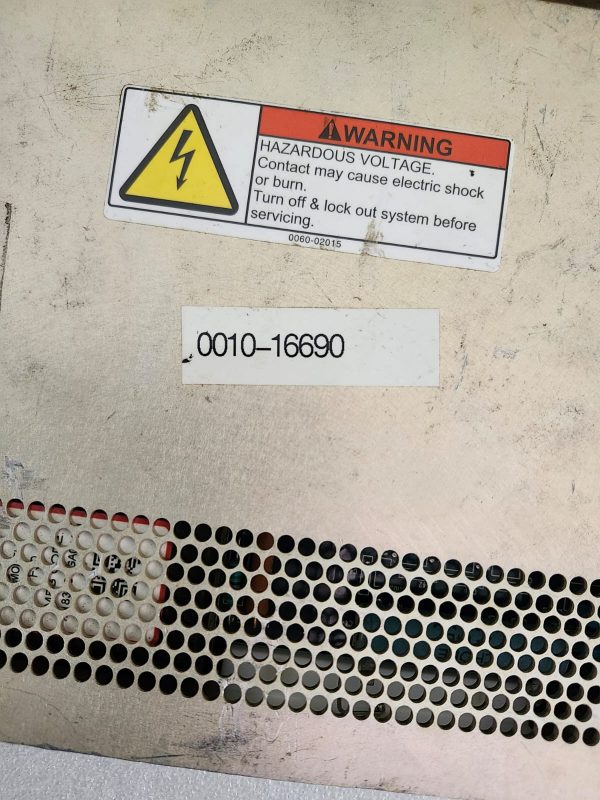 WARNING
HAZARDOUS VOLTAGE.
Contact may cause electric shock
or burn.
Turn off & lock out system before
servicing.
0060-02015
0010-16690